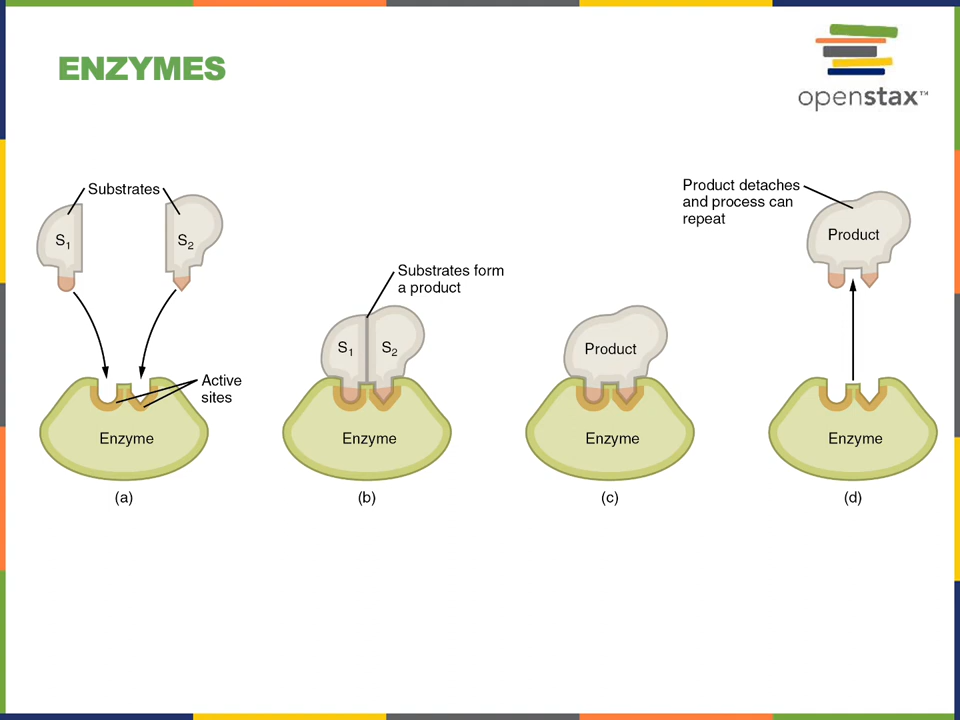 ENZYMES
openstax™
Substrates
S1
S2
Active
sites
Enzyme
(a)
Substrates form
a product
S1
S2
Enzyme
(b)
Product
Enzyme
(c)
Product detaches
and process can
repeat
Product
Enzyme
(d)